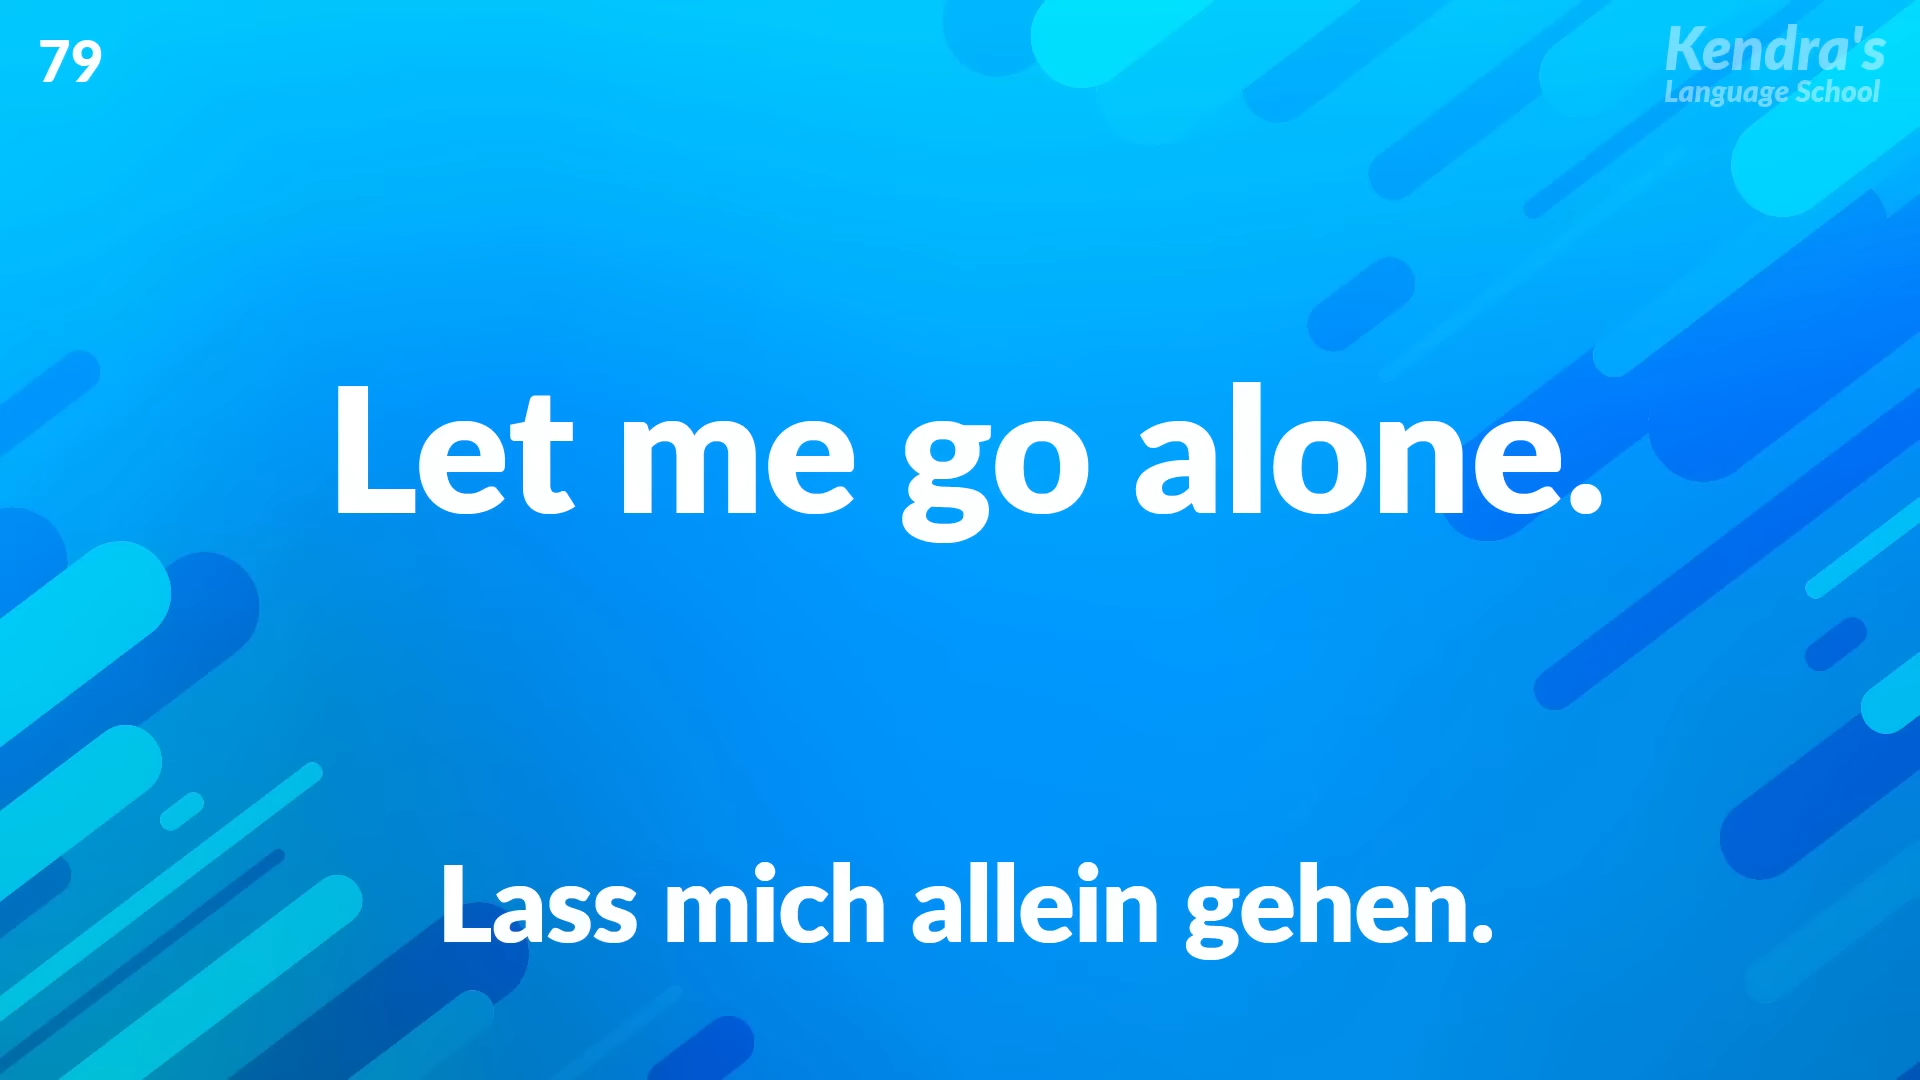 79
Kendra's
Language School
Let me go alone.
Lass mich allein gehen.